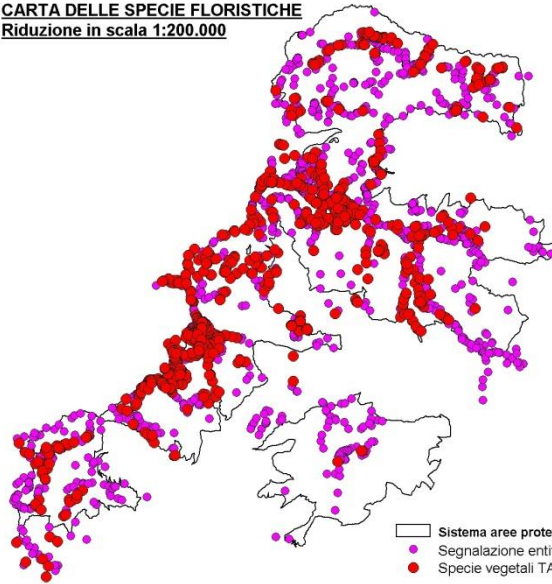 CARTA DELLE SPECIE FLORISTICHE
Riduzione in scala 1:200.000
Sistema aree prote
Segnalazione enti
Specie vegetali TA